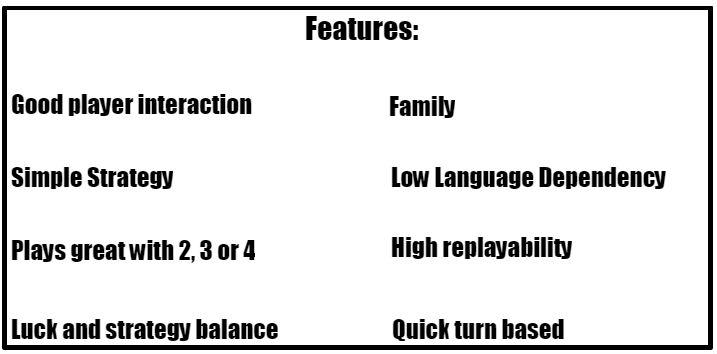 Features:
Good player interaction
Family
Simple Strategy
Low Language Dependency
Plays great with 2, 3 or 4
High replayability
Luck and strategy balance
Quick turn based